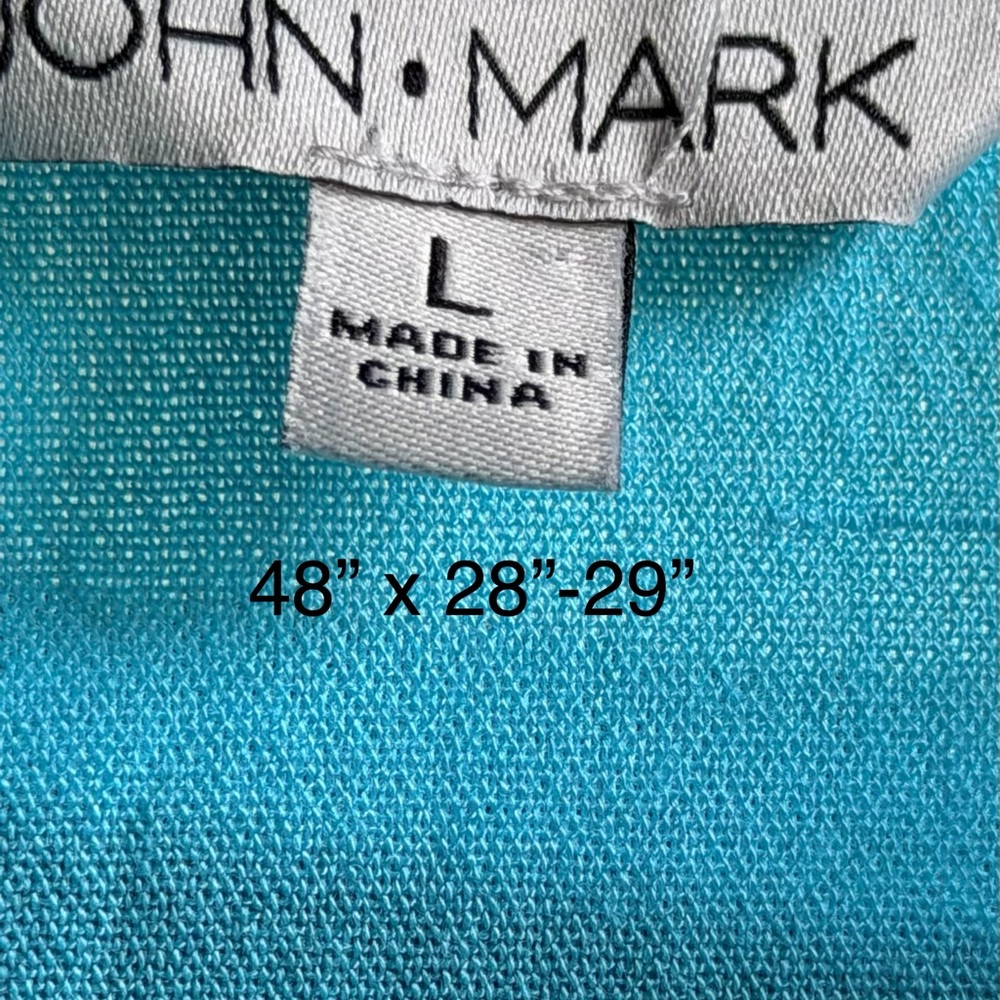 JOHN • MARK
L
MADE IN
CHINA
48” x 28”-29”